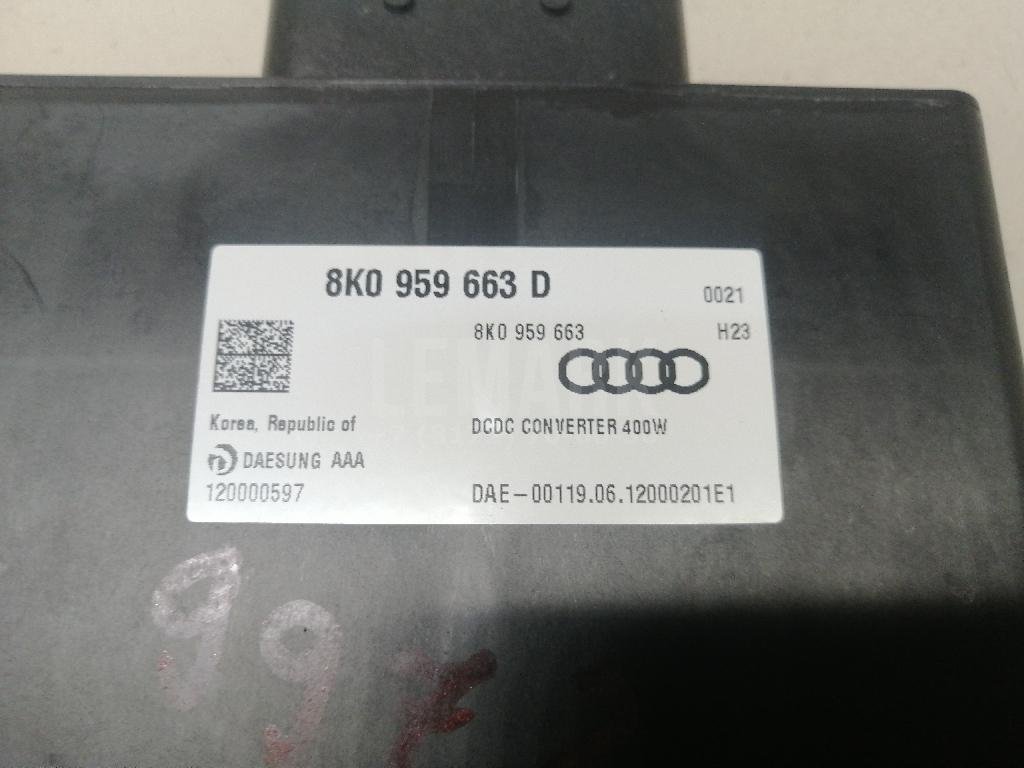 8K0 959 663 D
0021
8K0 959 663
H23
Korea, Republic of
DCDC CONVERTER 400W
DAESUNG AAA
120000597
DAE-00119.06.12000201E1
99